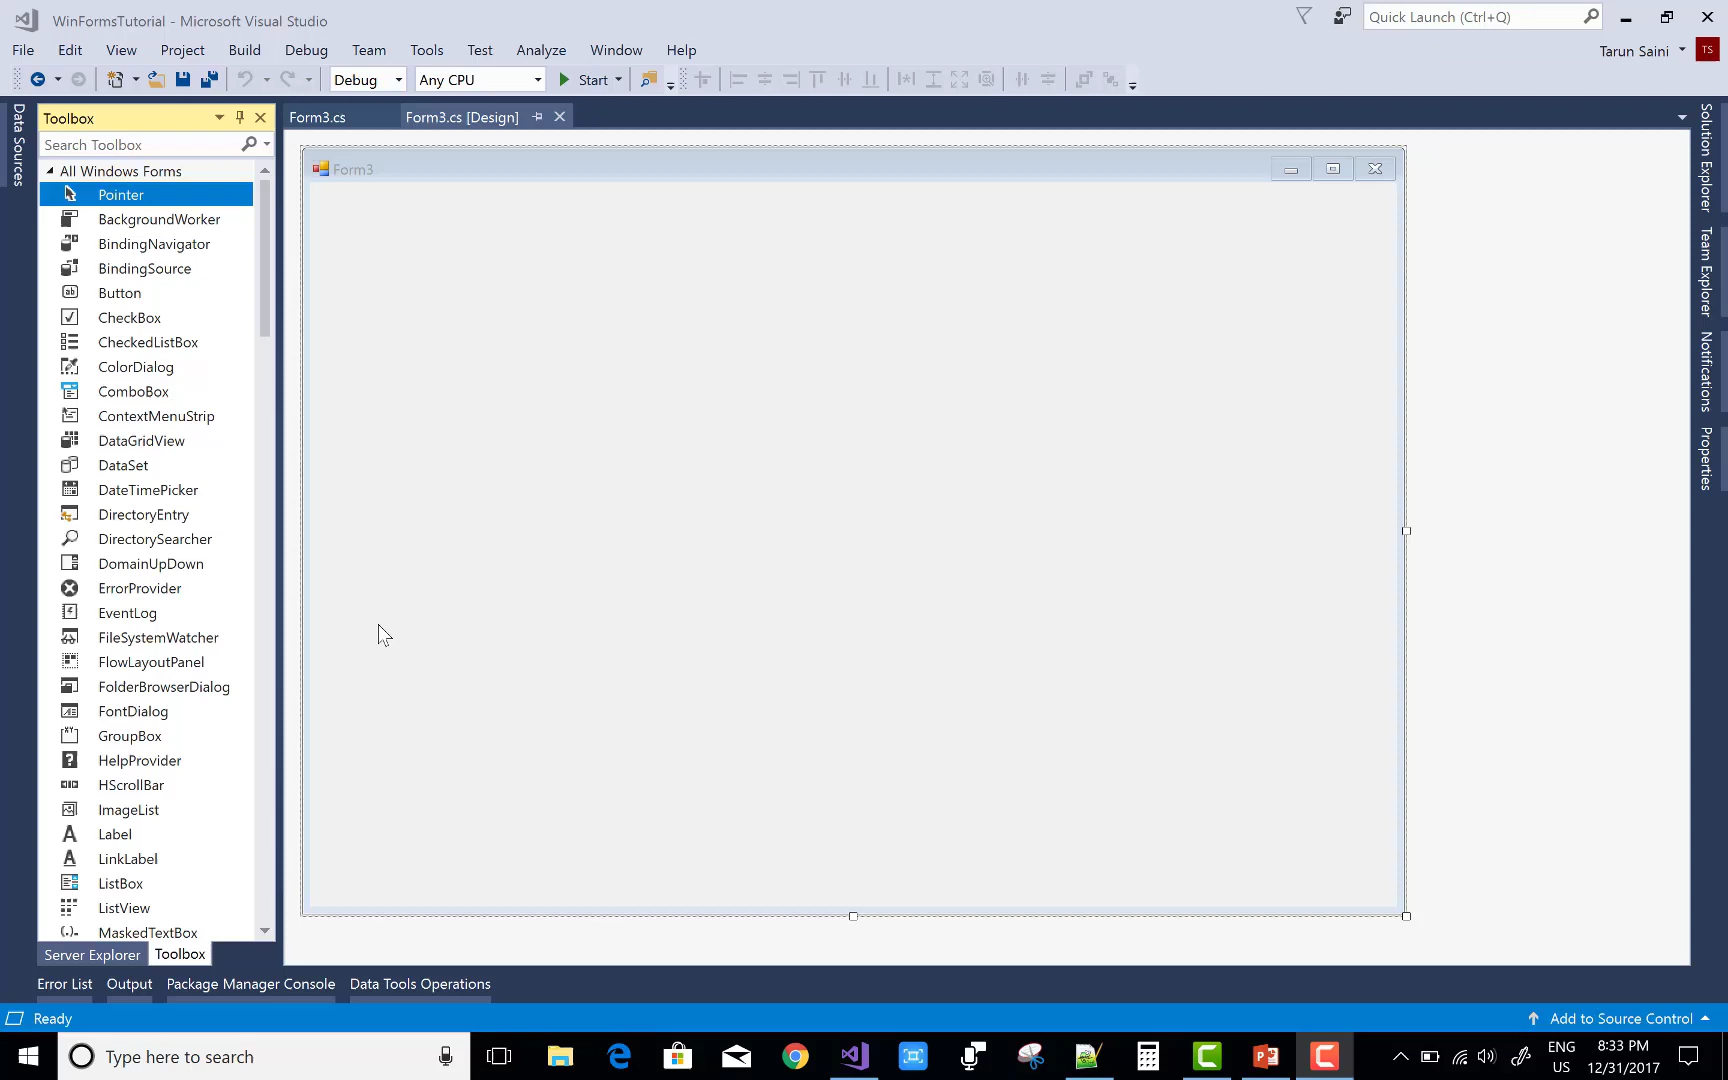 WinFormsTutorial - Microsoft Visual Studio
Quick Launch (Ctrl+Q)
File Edit View Project Build Debug Team Tools Test Analyze Window Help
Tarun Saini TS
Debug Any CPU Start
Data Sources
Toolbox
Form3.cs
Form3.cs [Design]
Search Toolbox
All Windows Forms
Pointer
BackgroundWorker
BindingNavigator
BindingSource
Button
CheckBox
CheckedListBox
ColorDialog
ComboBox
ContextMenuStrip
DataGridView
DataSet
DateTimePicker
DirectoryEntry
DirectorySearcher
DomainUpDown
ErrorProvider
EventLog
FileSystemWatcher
FlowLayoutPanel
FolderBrowserDialog
FontDialog
GroupBox
HelpProvider
HScrollBar
ImageList
Label
LinkLabel
ListBox
ListView
MaskedTextBox
Form3
Solution Explorer
Team Explorer
Notifications
Properties
Server Explorer Toolbox
Error List Output Package Manager Console Data Tools Operations
Ready
Add to Source Control
Type here to search
ENG
US
8:33 PM
12/31/2017